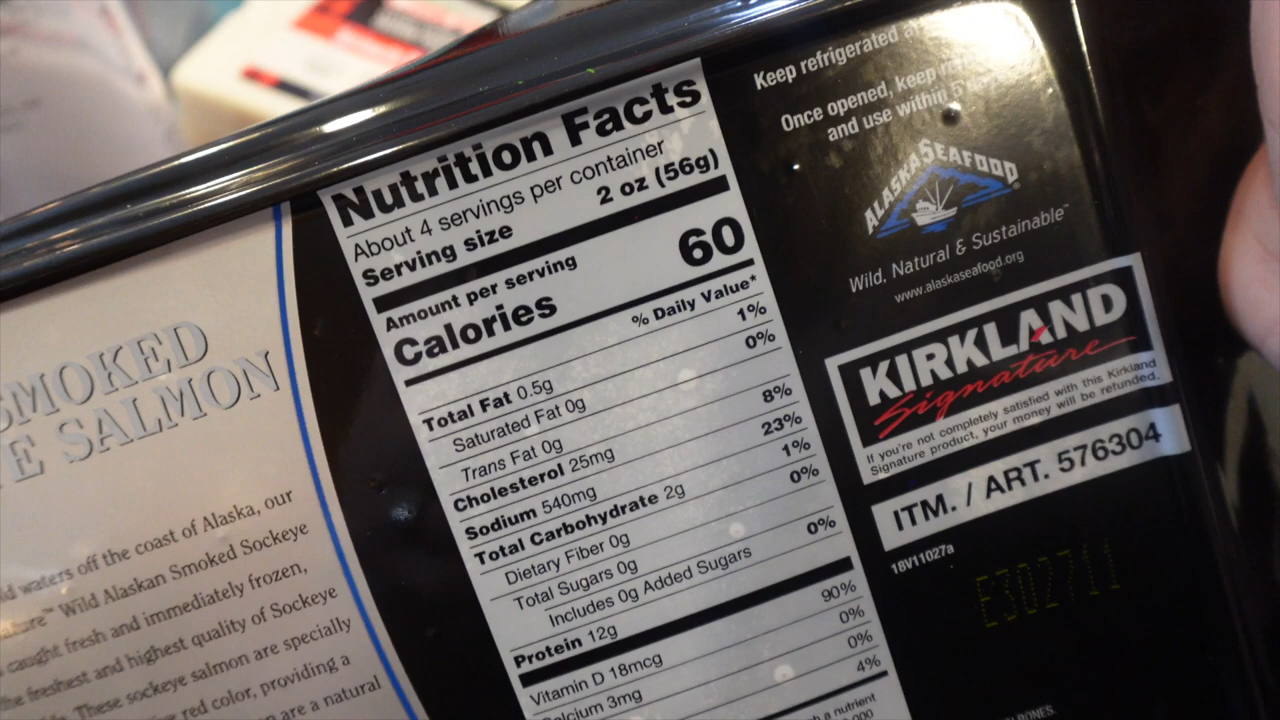 SMOKED
E SALMON
waters off the coast of Alaska, our
Wild Alaskan Smoked Sockeye
caught fresh and immediately frozen,
the freshest and highest quality of Sockeye
These sockeye salmon are specially
red color, providing a
are a natural
Nutrition Facts
About 4 servings per container
Serving size 2 oz (56g)
Amount per serving
Calories 60
% Daily Value*
Total Fat 0.5g 1%
Saturated Fat 0g 0%
Trans Fat 0g
Cholesterol 25mg 8%
Sodium 540mg 23%
Total Carbohydrate 2g 1%
Dietary Fiber 0g 0%
Total Sugars 0g
Includes 0g Added Sugars 0%
Protein 12g
Vitamin D 18mcg 90%
Calcium 3mg 0%
0%
4%
a nutrient
Keep refrigerated
Once opened, keep
and use within 5
ALASKA SEAFOOD®
Wild, Natural & Sustainable™
www.alaskaseafood.org
KIRKLAND
Signature
If you're not completely satisfied with this Kirkland
Signature product, your money will be refunded.
ITM. / ART. 576304
18V11027a
E302711
BONES.